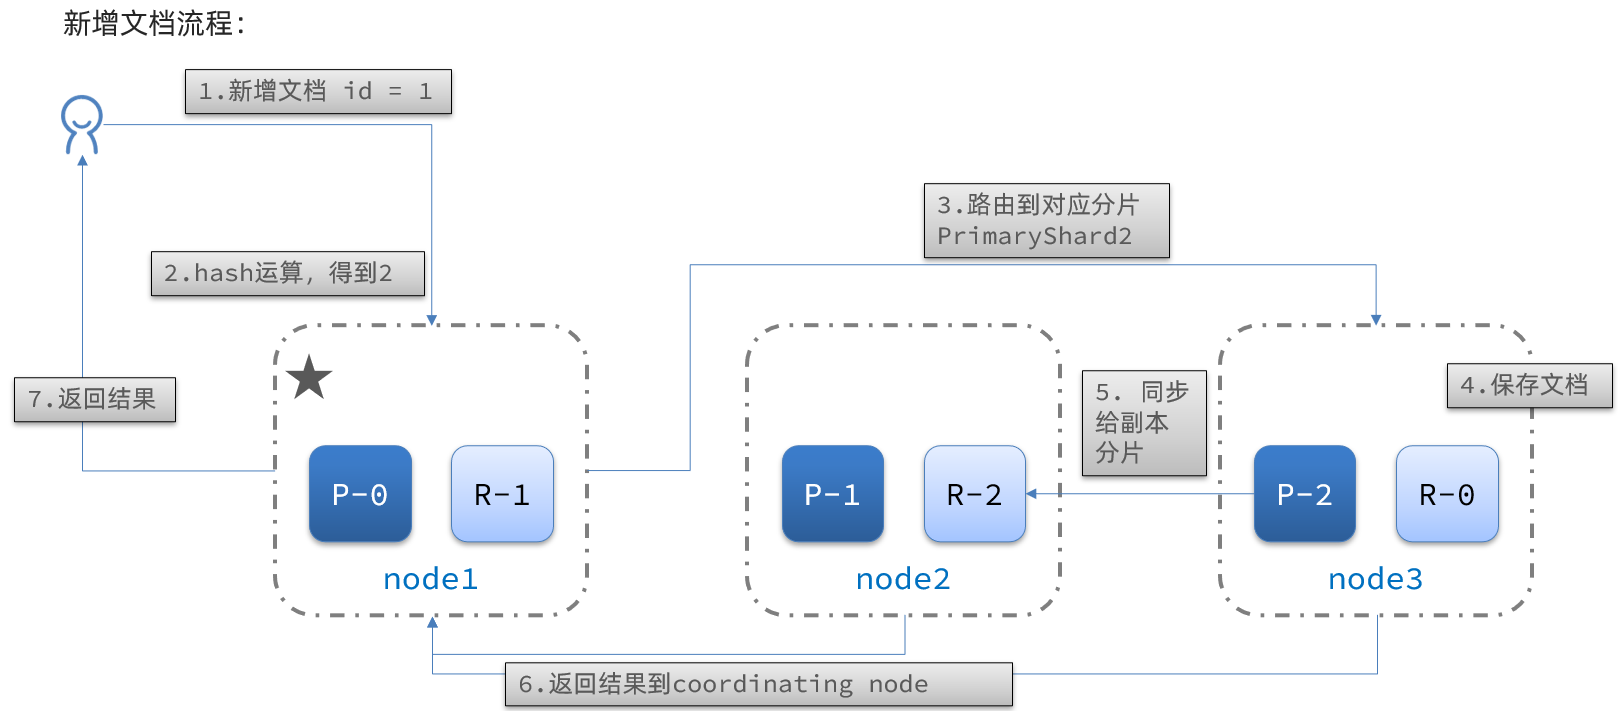 新增文档流程：
1.新增文档 id = 1
3.路由到对应分片
PrimaryShard2
2.hash运算，得到2
7.返回结果
5. 同步
给副本
分片
4.保存文档
P-0
R-1
P-1
R-2
P-2
R-0
node1
node2
node3
6.返回结果到coordinating node